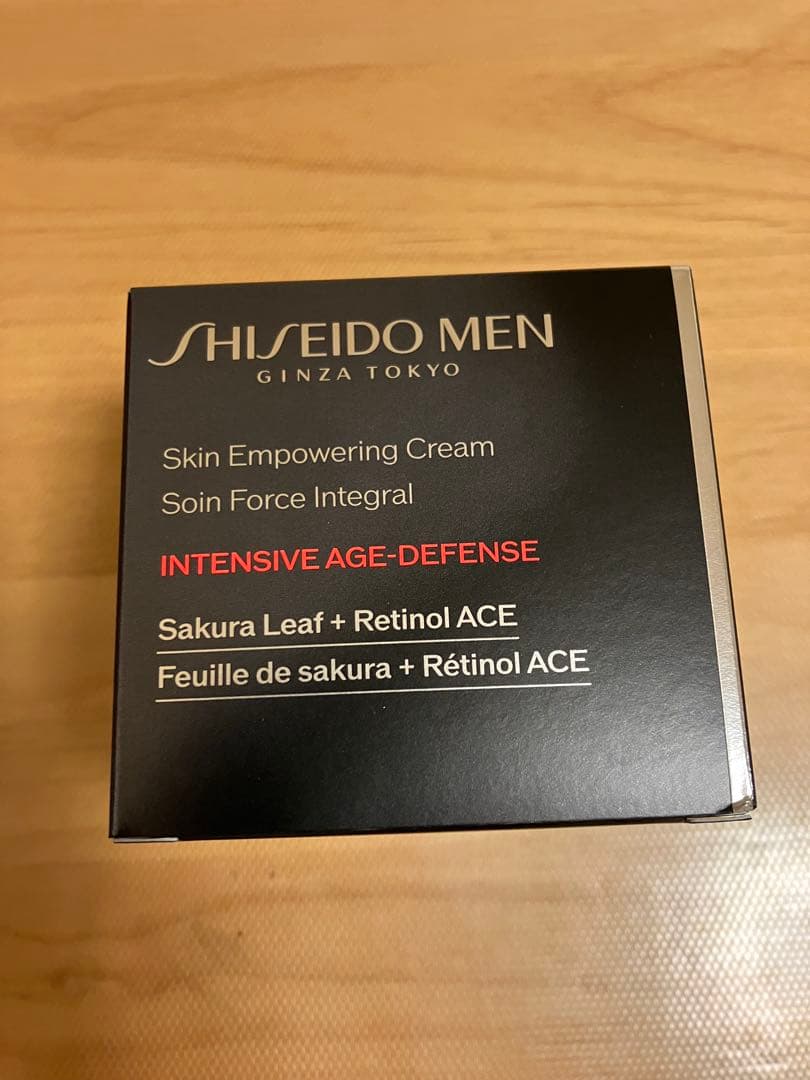 SHISEIDO MEN
GINZA TOKYO
Skin Empowering Cream
Soin Force Integral
INTENSIVE AGE-DEFENSE
Sakura Leaf + Retinol ACE
Feuille de sakura + Rétinol ACE